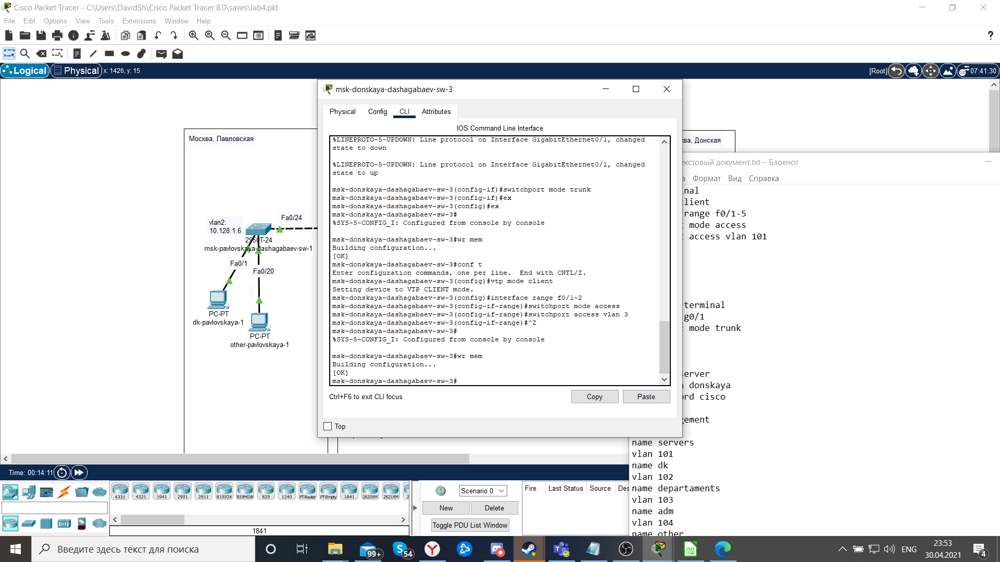 Cisco Packet Tracer - C:\Users\DavidSh\Cisco Packet Tracer 8.0\saves\lab4.pkt
File Edit Options View Tools Extensions Window Help
Logical Physical x: 1426, y: 15
[Root] 07:41:30
Москва, Павловская
vlan2:
10.128.1.6
Fa0/24
2950T-24
msk-pavlovskaya-dashagabaev-sw-1
Fa0/1
Fa0/20
PC-PT
dk-pavlovskaya-1
PC-PT
other-pavlovskaya-1
msk-donskaya-dashagabaev-sw-3
Physical Config CLI Attributes
IOS Command Line Interface
%LINEPROTO-5-UPDOWN: Line protocol on Interface GigabitEthernet0/1, changed
state to down
%LINEPROTO-5-UPDOWN: Line protocol on Interface GigabitEthernet0/1, changed
state to up
msk-donskaya-dashagabaev-sw-3(config-if)#switchport mode trunk
msk-donskaya-dashagabaev-sw-3(config-if)#ex
msk-donskaya-dashagabaev-sw-3(config)#ex
msk-donskaya-dashagabaev-sw-3#
%SYS-5-CONFIG_I: Configured from console by console
msk-donskaya-dashagabaev-sw-3#wr mem
Building configuration...
[OK]
msk-donskaya-dashagabaev-sw-3#conf t
Enter configuration commands, one per line.  End with CNTL/Z.
msk-donskaya-dashagabaev-sw-3(config)#vtp mode client
Setting device to VTP CLIENT mode.
msk-donskaya-dashagabaev-sw-3(config)#interface range f0/1-2
msk-donskaya-dashagabaev-sw-3(config-if-range)#switchport mode access
msk-donskaya-dashagabaev-sw-3(config-if-range)#switchport access vlan 3
msk-donskaya-dashagabaev-sw-3(config-if-range)#^Z
msk-donskaya-dashagabaev-sw-3#
%SYS-5-CONFIG_I: Configured from console by console
msk-donskaya-dashagabaev-sw-3#wr mem
Building configuration...
[OK]
msk-donskaya-dashagabaev-sw-3#
Ctrl+F6 to exit CLI focus
Copy Paste
Top
ва, Донская
екстовый документ.txt – Блокнот
а Формат Вид Справка
nal
client
range f0/1-5
mode access
access vlan 101
terminal
g0/1
mode trunk
erver
donskaya
rd cisco
gement
name servers
vlan 101
name dk
vlan 102
name departaments
vlan 103
name adm
vlan 104
name other
Time: 00:14:11
4331 4321 1941 2901 2911 819IOX 819HGW 829 1240 PT-Router PT-Empty 1841 2620XM 2621XM 2
1841
Scenario 0
New Delete
Toggle PDU List Window
Fire Last Status Source Des
Введите здесь текст для поиска
99+
54
ENG
23:53
30.04.2021
4